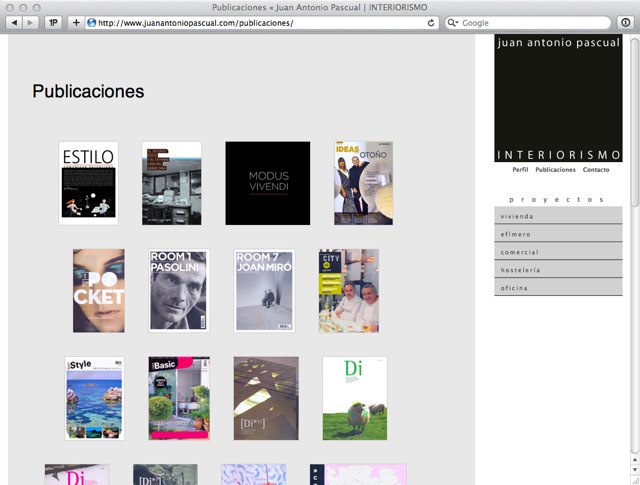 Publicaciones « Juan Antonio Pascual | INTERIORISMO
1P
http://www.juanantoniopascual.com/publicaciones/
Google
Publicaciones
juan antonio pascual
INTERIORISMO
Perfil Publicaciones Contacto
proyectos
vivienda
efímero
comercial
hostelería
oficina
ESTILO
MODUS
VIVENDI
IDEAS
OTOÑO
PO
CKET
ROOM 1
PASOLINI
ROOM 7
JOAN MIRÓ
CITY
Style
Basic
Di
Di